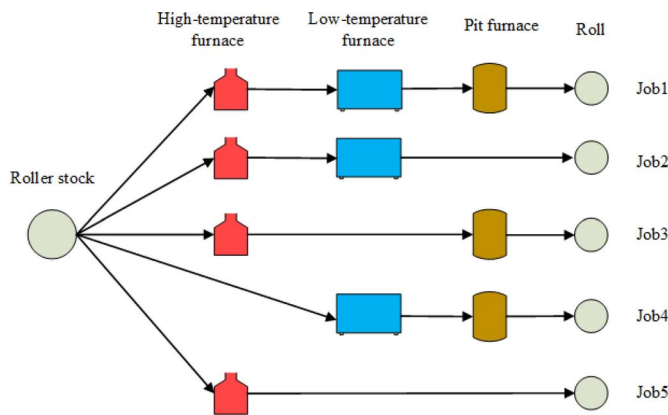 High-temperature
furnace
Low-temperature
furnace
Pit furnace
Roll
Job1
Job2
Roller stock
Job3
Job4
Job5